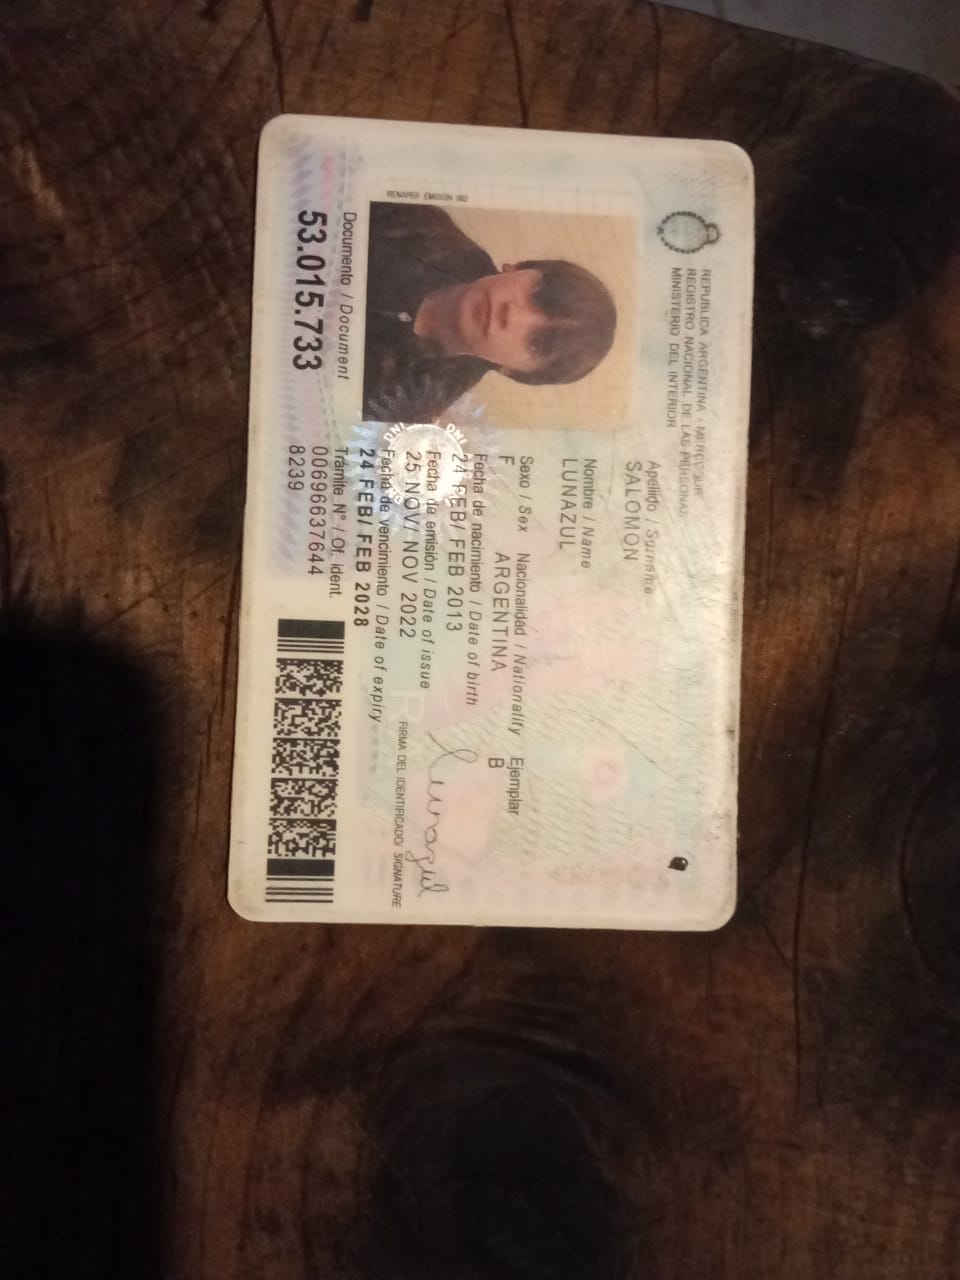 REPUBLICA ARGENTINA - MERCOSUR
REGISTRO NACIONAL DE LAS PERSONAS
MINISTERIO DEL INTERIOR
Apellido / Surname
SALOMON
Nombre / Name
LUNAZUL
Sexo / Sex Nacionalidad / Nationality Ejemplar
F ARGENTINA B
Fecha de nacimiento / Date of birth
24 FEB/ FEB 2013
Fecha de emisión / Date of issue
25 NOV/ NOV 2022
Fecha de vencimiento / Date of expiry
24 FEB/ FEB 2028
RENAPER EMISION 002
Documento / Document
53.015.733
Trámite N° / Of. ident.
00696637644
8239
Lunazul
FIRMA DEL IDENTIFICADO/ SIGNATURE
DNI
DNI